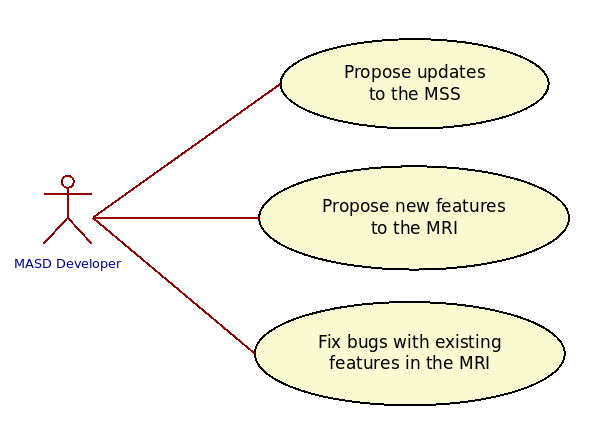 Propose updates
to the MSS
Propose new features
to the MRI
MASD Developer
Fix bugs with existing
features in the MRI